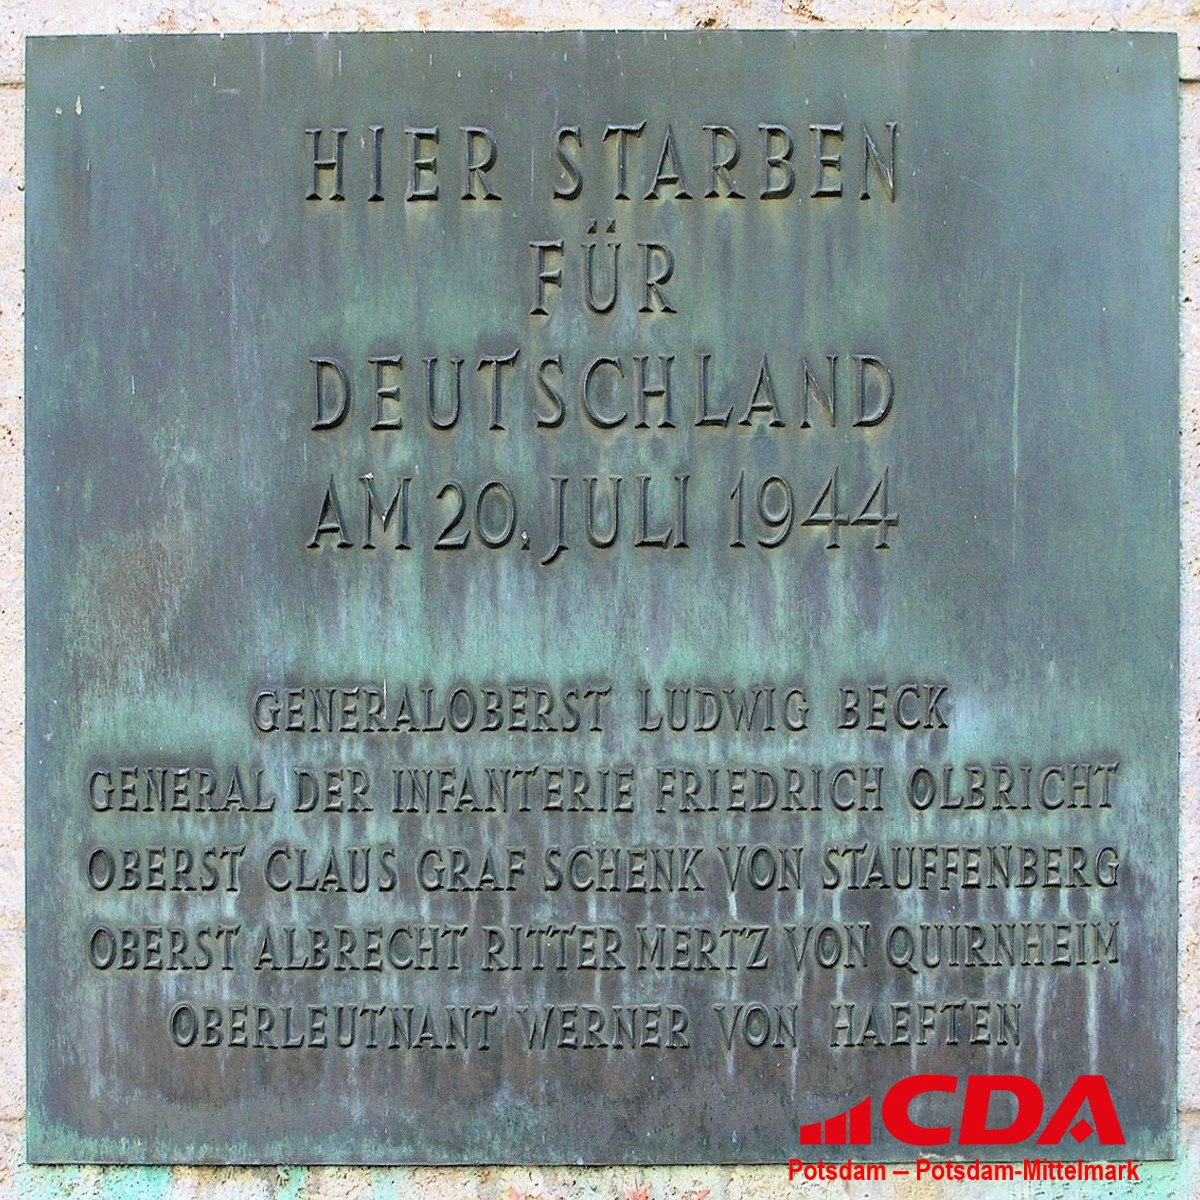 HIER STARBEN
FÜR
DEUTSCHLAND
AM 20. JULI 1944
GENERALOBERST LUDWIG BECK
GENERAL DER INFANTERIE FRIEDRICH OLBRICHT
OBERST CLAUS GRAF SCHENK VON STAUFFENBERG
OBERST ALBRECHT RITTER MERTZ VON QUIRNHEIM
OBERLEUTNANT WERNER VON HAEFTEN
CDA
Potsdam – Potsdam-Mittelmark